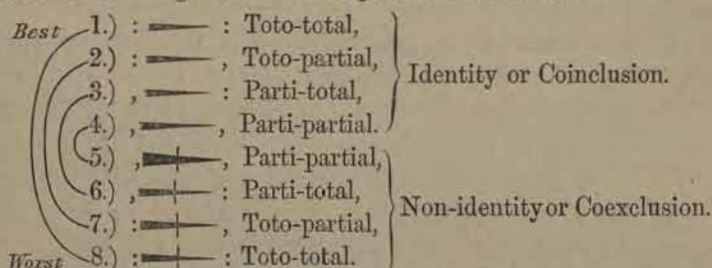 Best 1.) : : Toto-total,
2.) : , Toto-partial,
3.) , : Parti-total,
Identity or Coinclusion.
4.) , , Parti-partial.
5.) , , Parti-partial,
6.) , : Parti-total,
Non-identity or Coexclusion.
7.) : , Toto-partial,
Worst 8.) : : Toto-total.